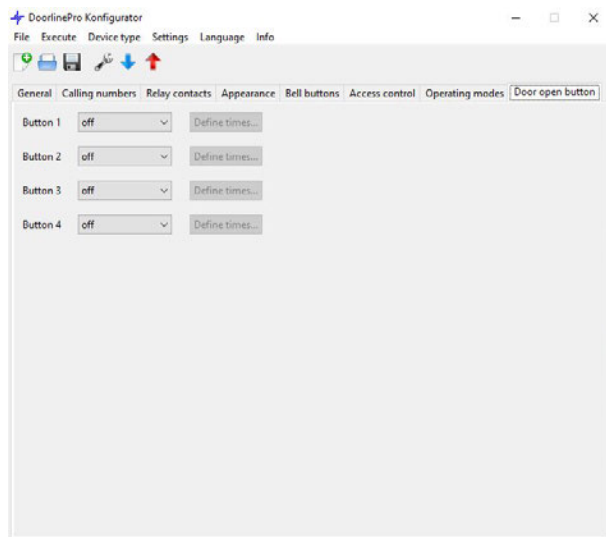 DoorlinePro Konfigurator
File Execute Device type Settings Language Info
General Calling numbers Relay contacts Appearance Bell buttons Access control Operating modes Door open button
Button 1 off Define times...
Button 2 off Define times...
Button 3 off Define times...
Button 4 off Define times...